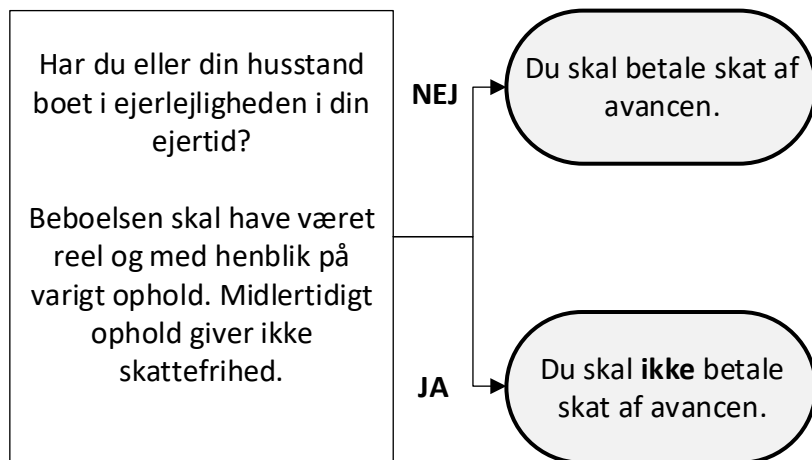 Har du eller din husstand
boet i ejerlejligheden i din
ejertid?
Beboelsen skal have været
reel og med henblik på
varigt ophold. Midlertidigt
ophold giver ikke
skattefrihed.
NEJ
Du skal betale skat af
avancen.
JA
Du skal ikke betale
skat af avancen.